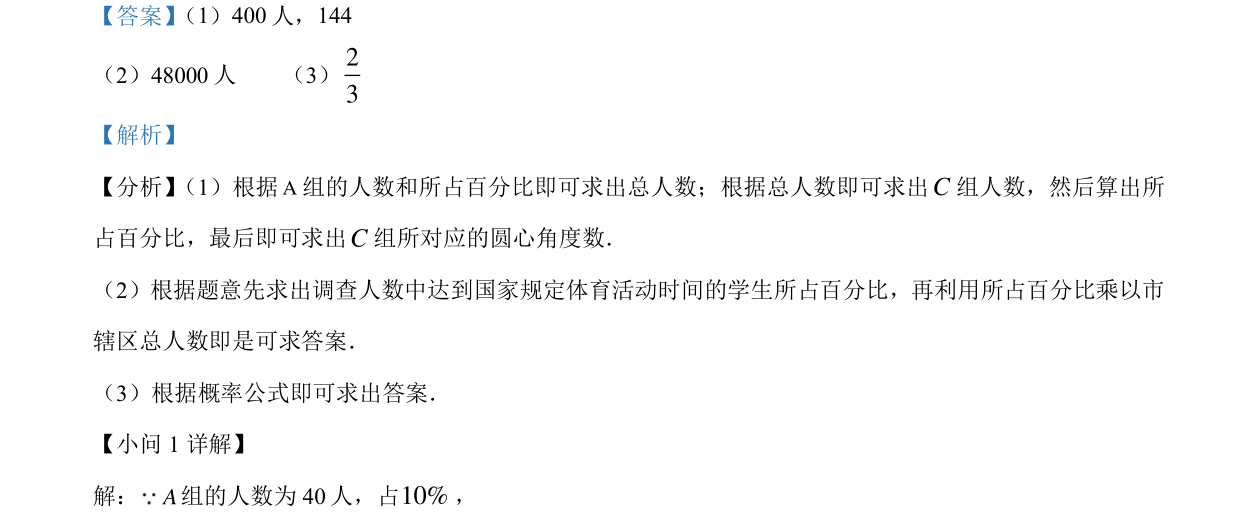 【答案】（1）400 人，144
（2）48000 人 （3）2/3
【解析】
【分析】（1）根据 A 组的人数和所占百分比即可求出总人数；根据总人数即可求出 C 组人数，然后算出所
占百分比，最后即可求出 C 组所对应的圆心角度数．
（2）根据题意先求出调查人数中达到国家规定体育活动时间的学生所占百分比，再利用所占百分比乘以市
辖区总人数即是可求答案．
（3）根据概率公式即可求出答案．
【小问 1 详解】
解：∵ A 组的人数为 40 人，占10%，